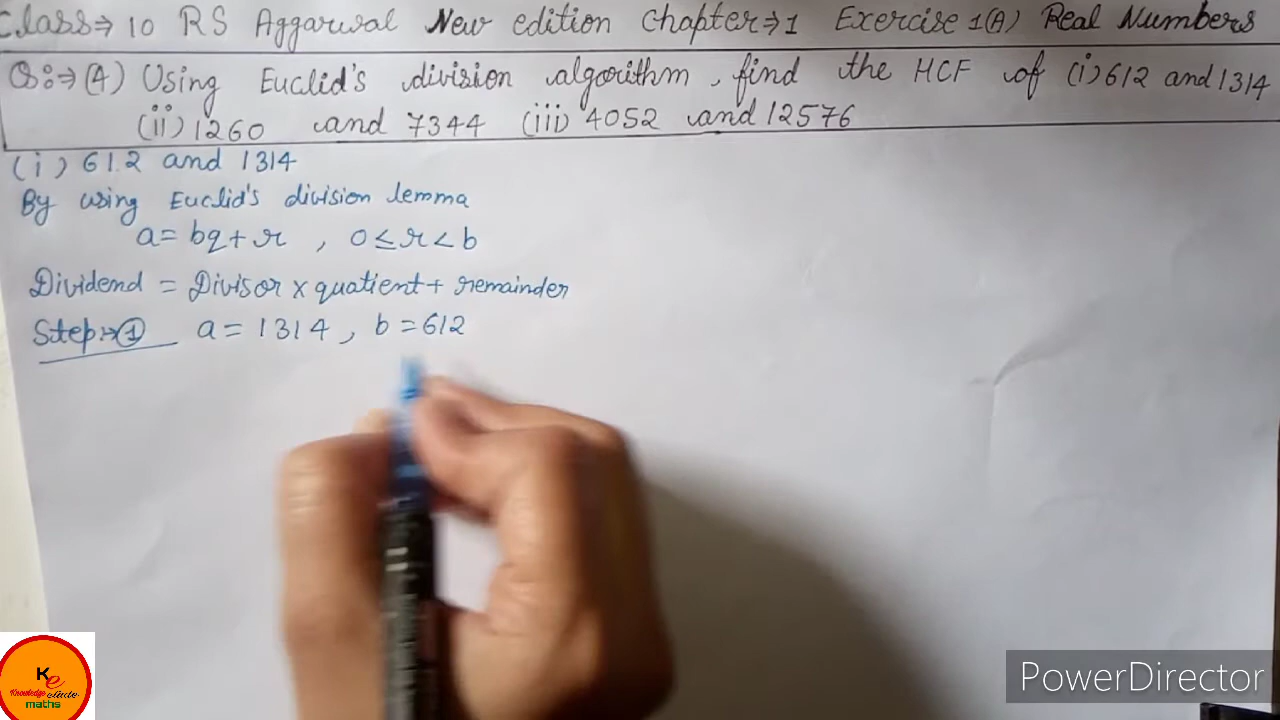 Class⇒ 10 RS Aggarwal New edition Chapter⇒1 Exercise 1(A) Real Numbers
Q:⇒(4) Using Euclid's division algorithm, find the HCF of (i) 612 and 1314
(ii) 1260 and 7344 (iii) 4052 and 12576
(i) 612 and 1314
By using Euclid's division lemma
a = bq + r , 0 ≤ r < b
Dividend = Divisor × quatient + remainder
Step:⇒① a = 1314, b = 612
Ke
Knowledge
maths
PowerDirector